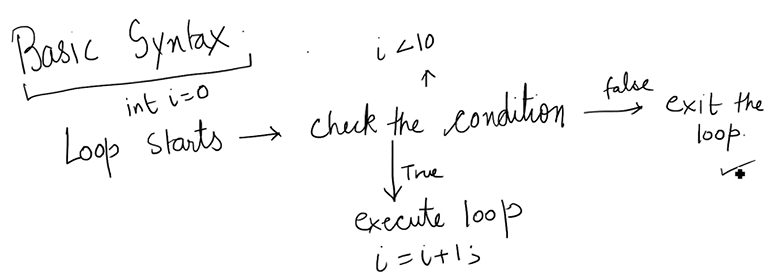 Basic Syntax
i < 10
int i=0
false
Loop starts → check the condition → exit the loop.
True
execute loop
i = i+1;